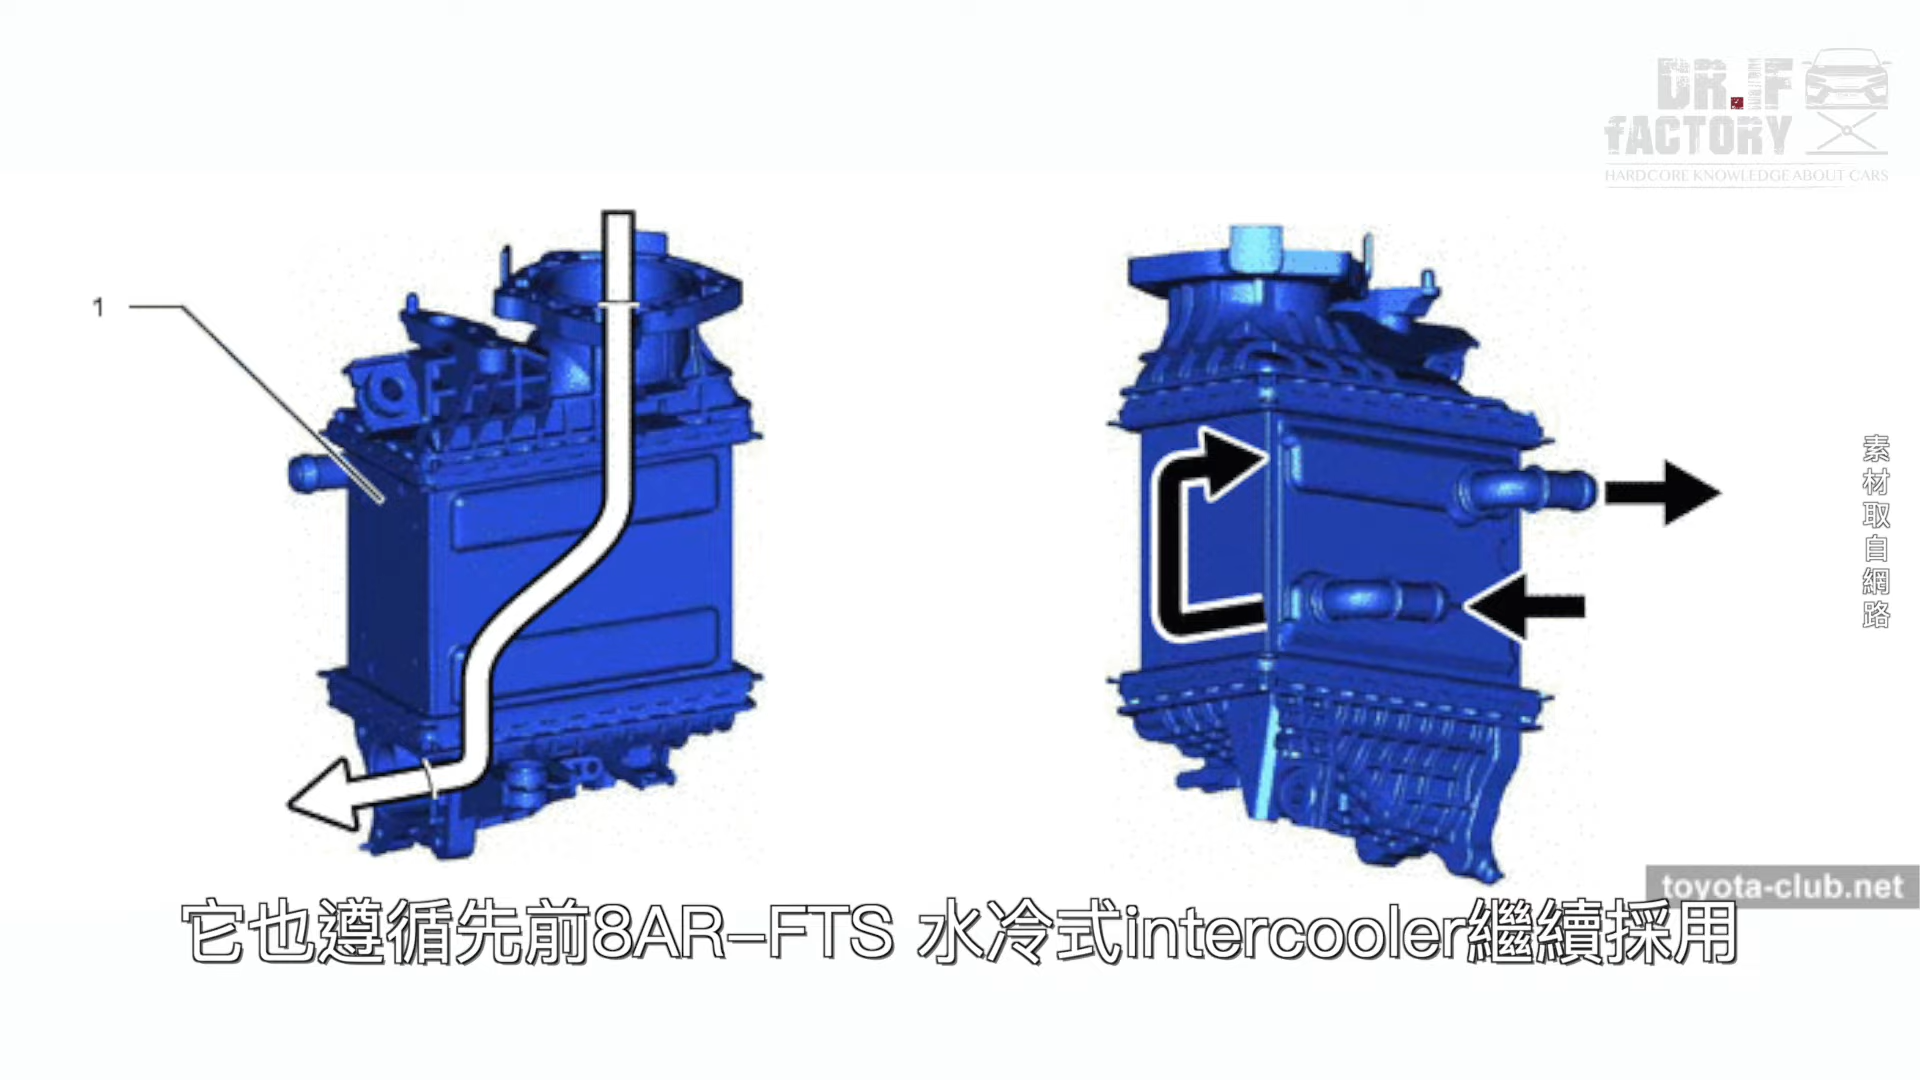 DR.IF
fACTORY
HARDCORE KNOWLEDGE ABOUT CARS
1
素材取自網路
toyota-club.net
它也遵循先前8AR-FTS 水冷式intercooler繼續採用